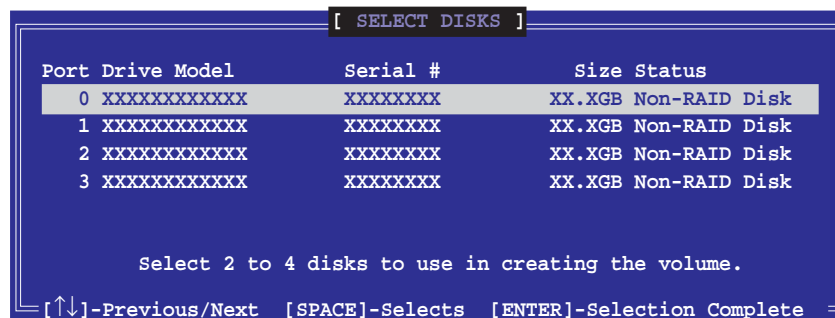 [ SELECT DISKS ]
Port Drive Model Serial # Size Status
0 XXXXXXXXXXXX XXXXXXXX XX.XGB Non-RAID Disk
1 XXXXXXXXXXXX XXXXXXXX XX.XGB Non-RAID Disk
2 XXXXXXXXXXXX XXXXXXXX XX.XGB Non-RAID Disk
3 XXXXXXXXXXXX XXXXXXXX XX.XGB Non-RAID Disk
Select 2 to 4 disks to use in creating the volume.
[↑↓]-Previous/Next [SPACE]-Selects [ENTER]-Selection Complete